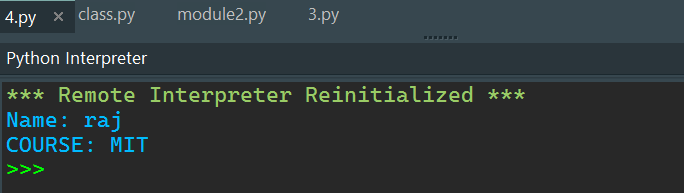 4.py × class.py module2.py 3.py
Python Interpreter
*** Remote Interpreter Reinitialized ***
Name: raj
COURSE: MIT
>>>